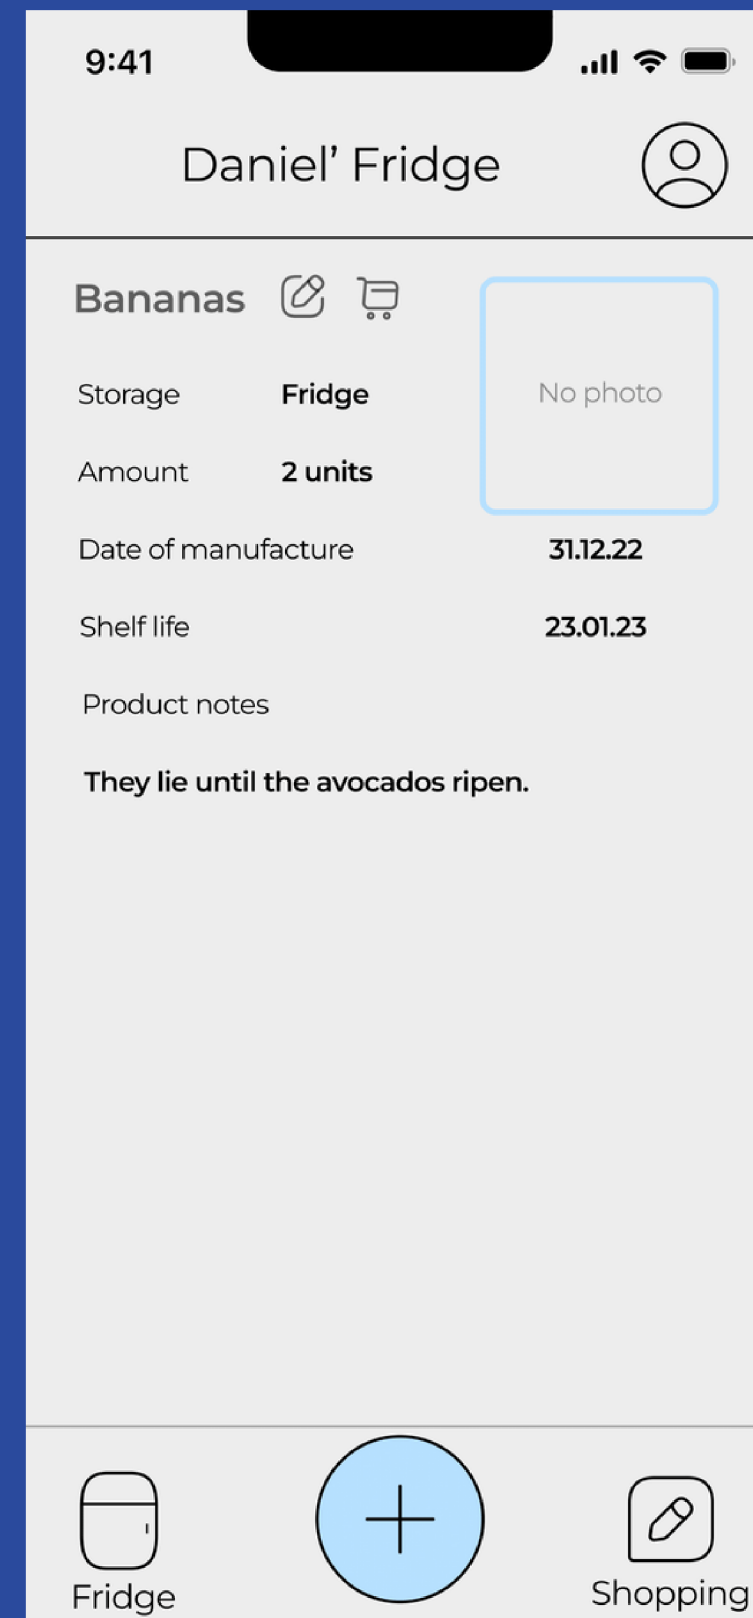 9:41
Daniel’ Fridge
Bananas
No photo
Storage Fridge
Amount 2 units
Date of manufacture 31.12.22
Shelf life 23.01.23
Product notes
They lie until the avocados ripen.
Fridge
Shopping